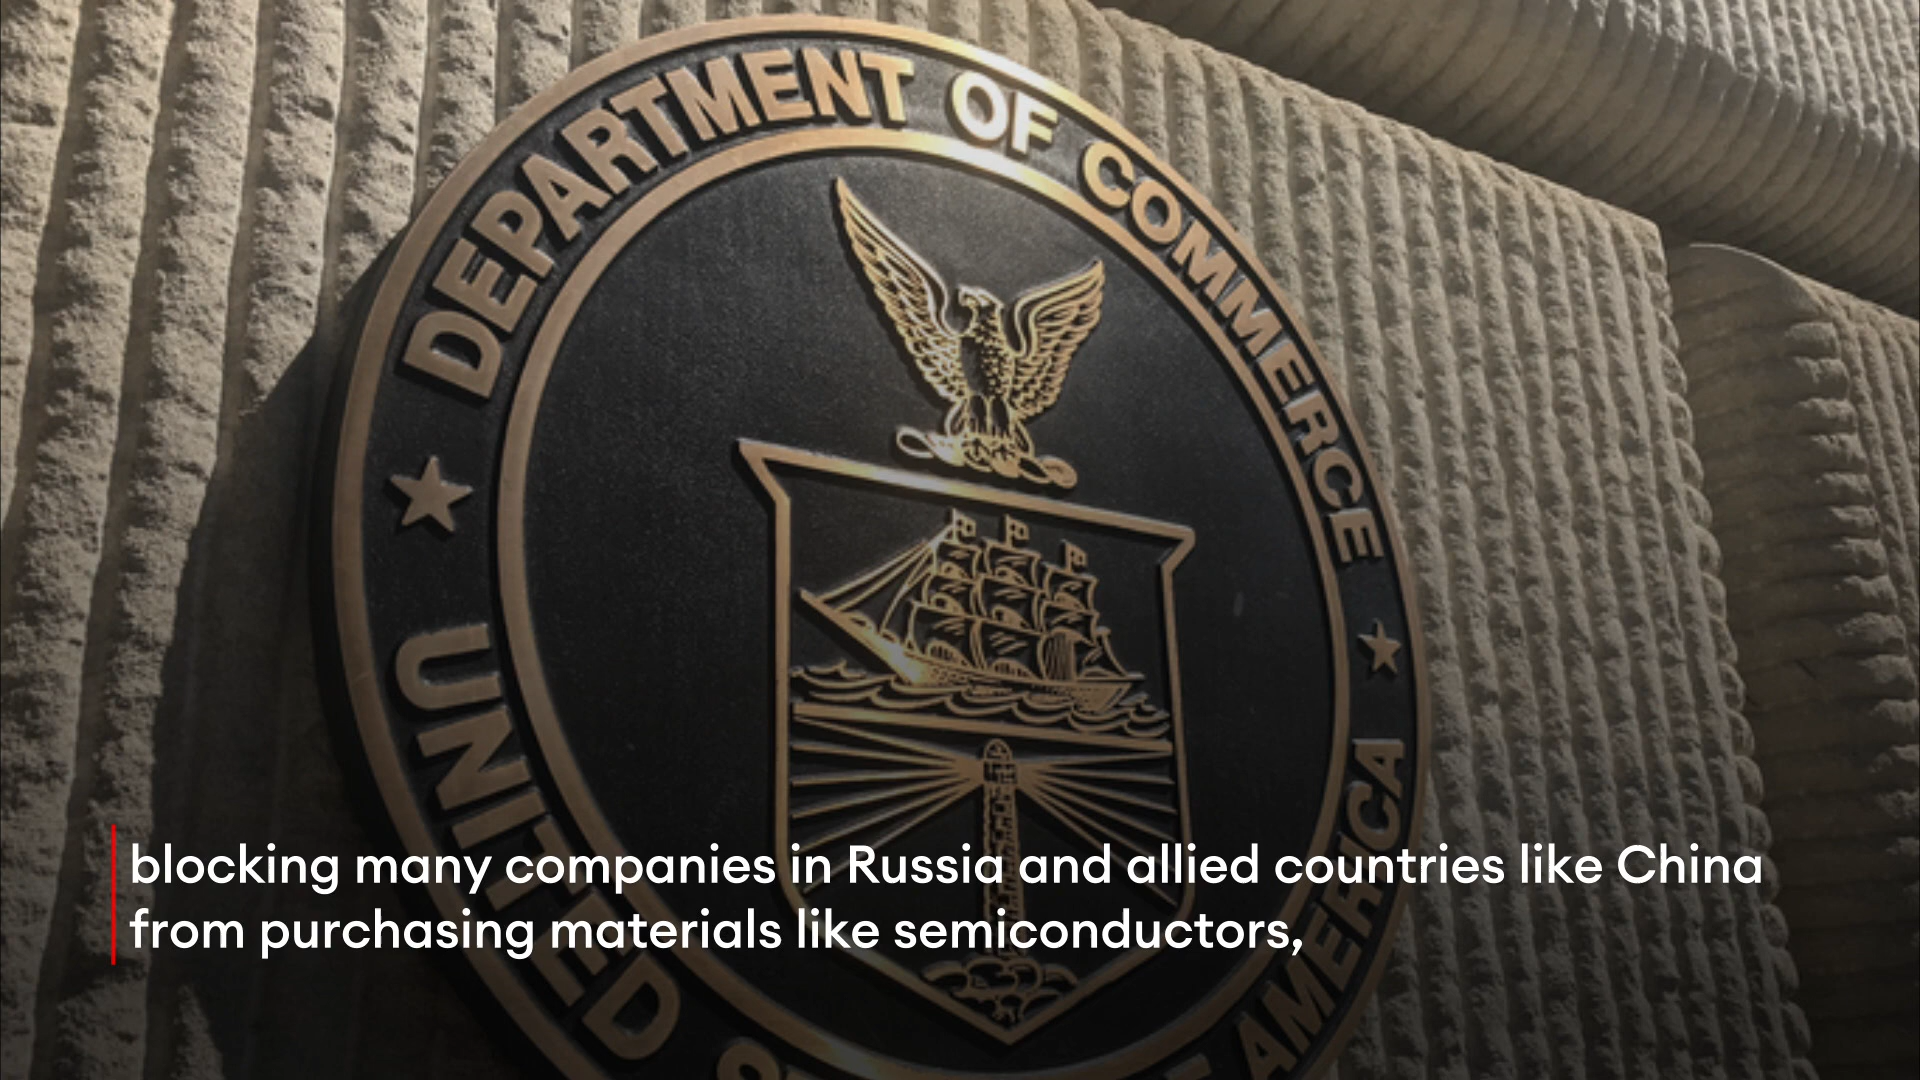 DEPARTMENT OF COMMERCE
UNITED
AMERICA
blocking many companies in Russia and allied countries like China
from purchasing materials like semiconductors,